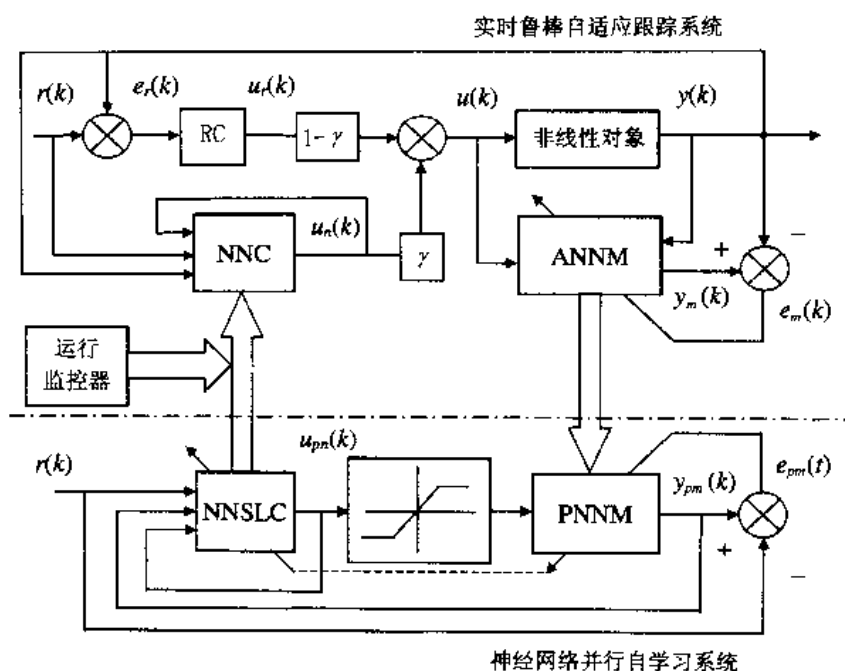 实时鲁棒自适应跟踪系统
r(k)
e_r(k)
u_r(k)
u(k)
y(k)
RC
1-γ
非线性对象
NNC
u_n(k)
γ
ANNM
+
−
y_m(k)
e_m(k)
运行
监控器
r(k)
u_pn(k)
NNSLC
PNNM
y_pm(k)
e_pm(t)
+
−
神经网络并行自学习系统